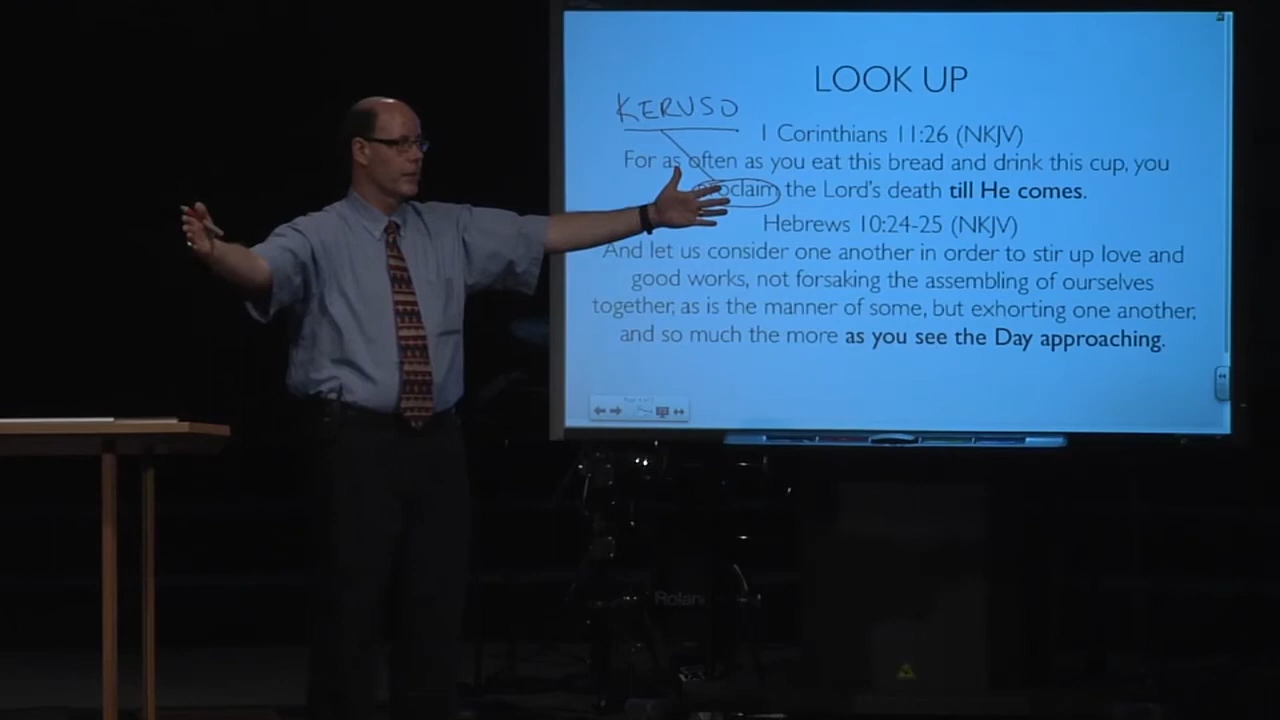 LOOK UP
KERUSO
1 Corinthians 11:26 (NKJV)
For as often as you eat this bread and drink this cup, you
proclaim the Lord's death till He comes.
Hebrews 10:24-25 (NKJV)
And let us consider one another in order to stir up love and
good works, not forsaking the assembling of ourselves
together, as is the manner of some, but exhorting one another,
and so much the more as you see the Day approaching.
Roland